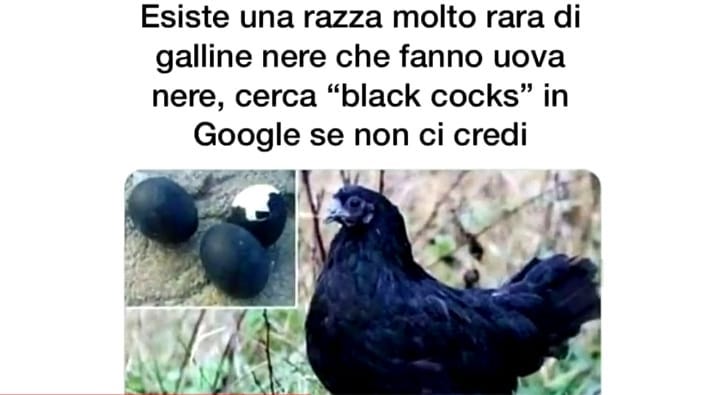 Esiste una razza molto rara di
galline nere che fanno uova
nere, cerca “black cocks” in
Google se non ci credi